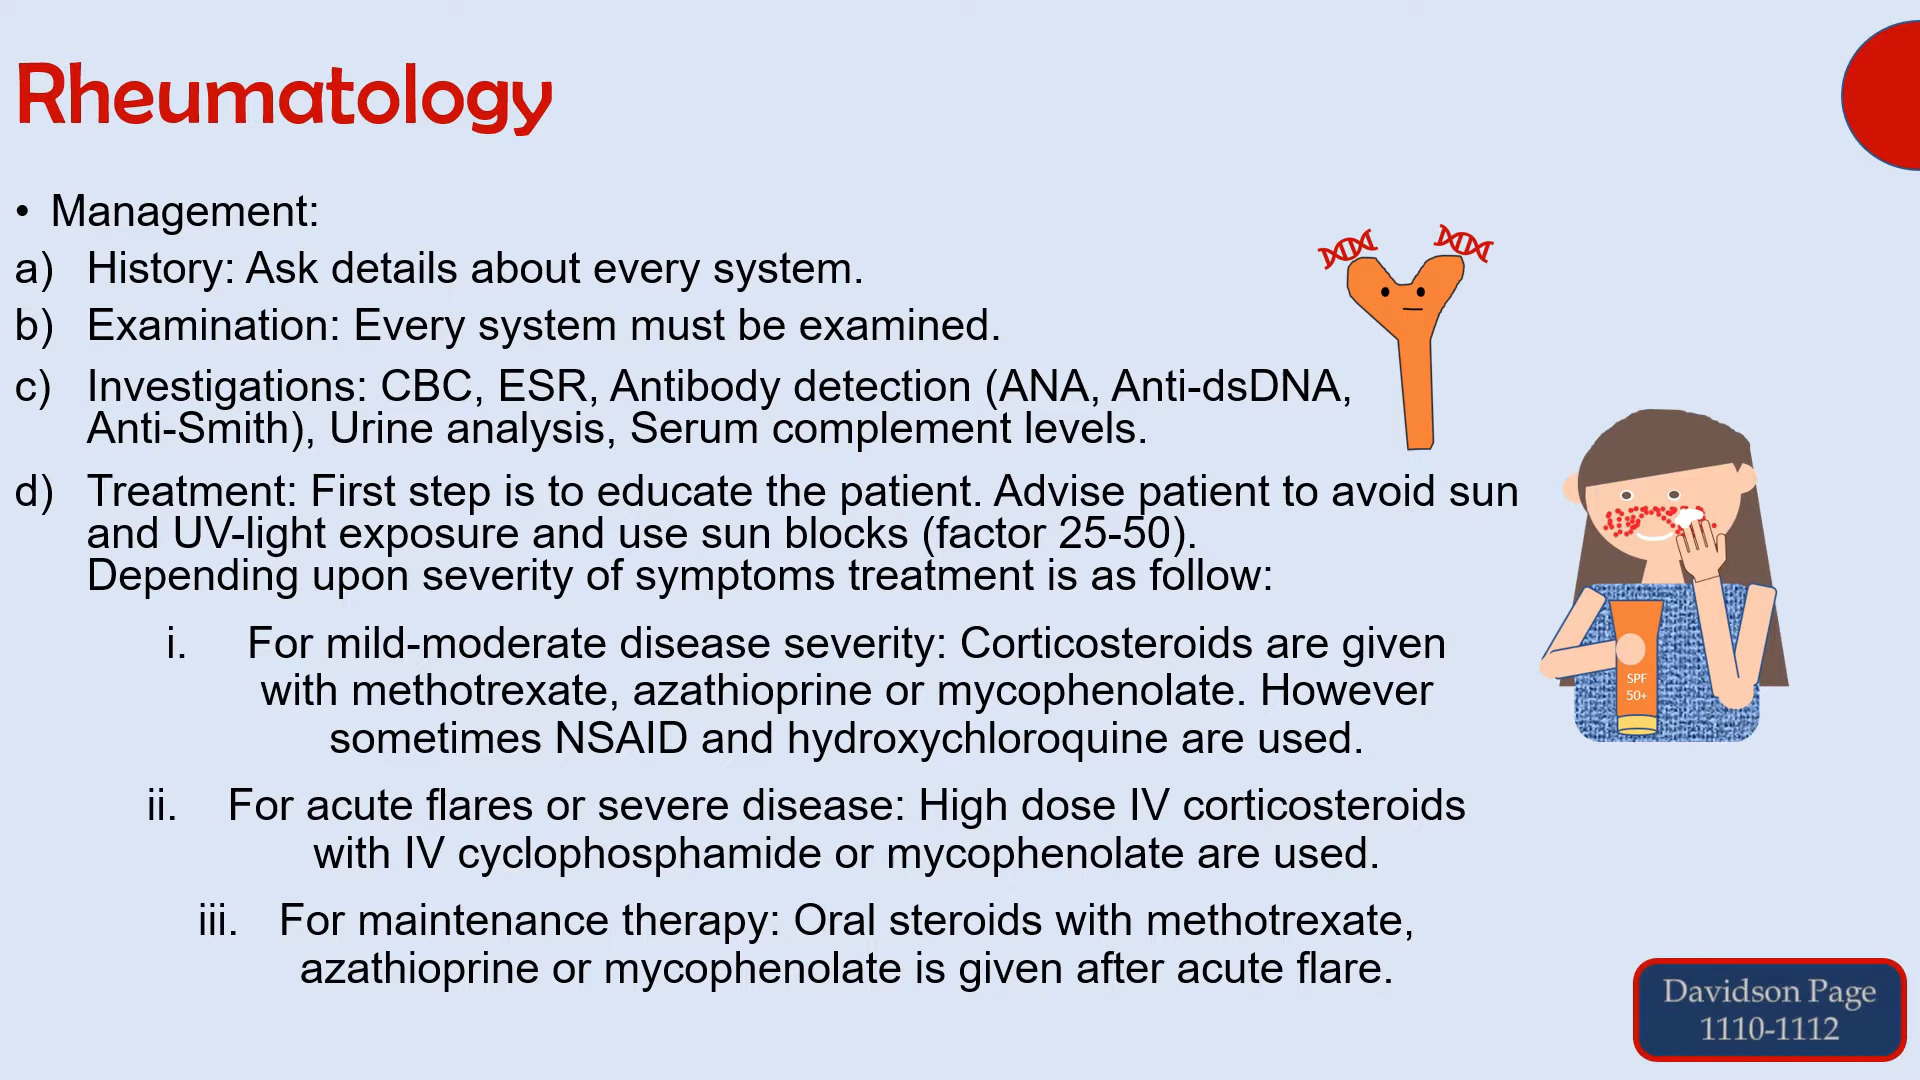 Rheumatology
• Management:
a) History: Ask details about every system.
b) Examination: Every system must be examined.
c) Investigations: CBC, ESR, Antibody detection (ANA, Anti-dsDNA,
Anti-Smith), Urine analysis, Serum complement levels.
d) Treatment: First step is to educate the patient. Advise patient to avoid sun
and UV-light exposure and use sun blocks (factor 25-50).
Depending upon severity of symptoms treatment is as follow:
i. For mild-moderate disease severity: Corticosteroids are given
with methotrexate, azathioprine or mycophenolate. However
sometimes NSAID and hydroxychloroquine are used.
ii. For acute flares or severe disease: High dose IV corticosteroids
with IV cyclophosphamide or mycophenolate are used.
iii. For maintenance therapy: Oral steroids with methotrexate,
azathioprine or mycophenolate is given after acute flare.
SPF
50+
Davidson Page
1110-1112